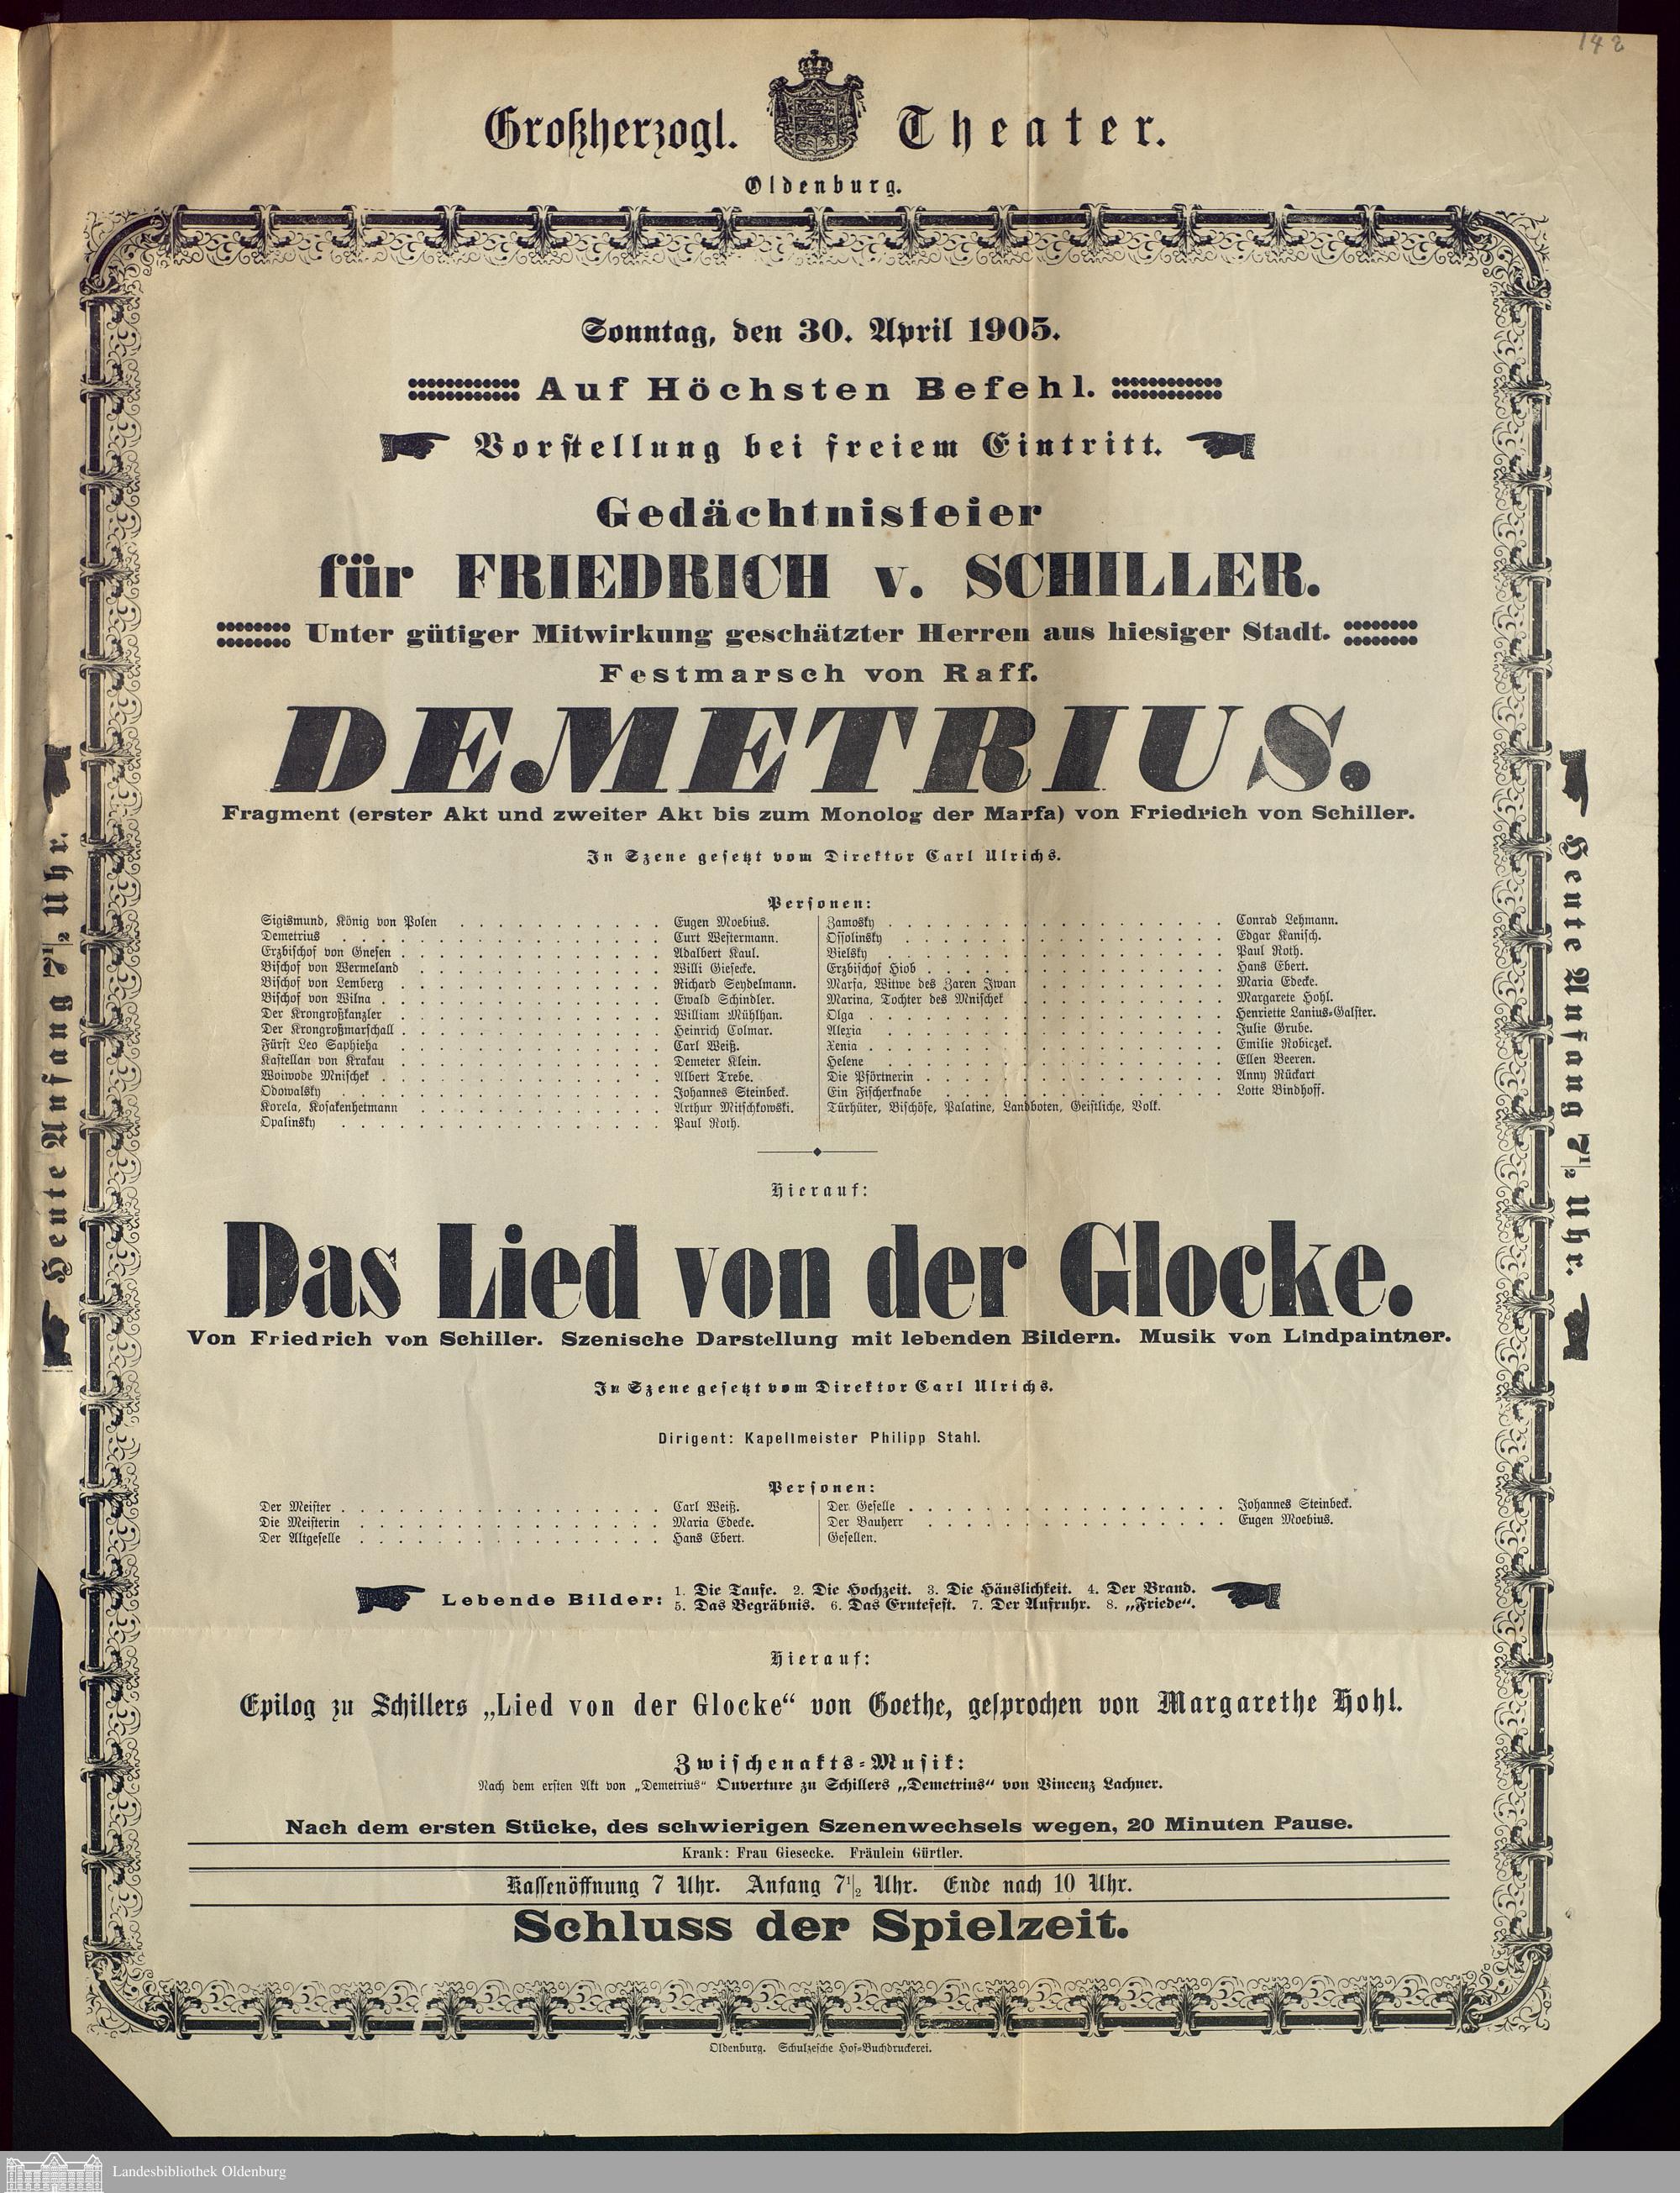 142
Großherzogl. Theater.
Oldenburg.
Sonntag, den 30. April 1905.
Auf Höchsten Befehl.
Vorstellung bei freiem Eintritt.
Gedächtnisfeier
für FRIEDRICH v. SCHILLER.
Unter gütiger Mitwirkung geschätzter Herren aus hiesiger Stadt.
Festmarsch von Raff.
DEMETRIUS.
Fragment (erster Akt und zweiter Akt bis zum Monolog der Marfa) von Friedrich von Schiller.
In Szene gesetzt vom Direktor Carl Ulrichs.
Personen:
Sigismund, König von Polen . . . Eugen Moebius.
Demetrius . . . Curt Westermann.
Erzbischof von Gnesen . . . Adalbert Kaul.
Bischof von Wermeland . . . Willi Giesecke.
Bischof von Lemberg . . . Richard Seydelmann.
Bischof von Wilna . . . Ewald Schindler.
Der Krongroßkanzler . . . William Mühlhan.
Der Krongroßmarschall . . . Heinrich Colmar.
Fürst Leo Saphieha . . . Carl Weiß.
Kastellan von Krakau . . . Demeter Klein.
Woiwode Mnischek . . . Albert Trebe.
Odowalsky . . . Johannes Steinbeck.
Korela, Kosakenhetmann . . . Arthur Mitschkowski.
Opalinsky . . . Paul Roth.
Zamosky . . . Conrad Lehmann.
Ossolinsky . . . Edgar Kanisch.
Bielsky . . . Paul Roth.
Erzbischof Hiob . . . Hans Ebert.
Marfa, Witwe des Zaren Iwan . . . Maria Edecke.
Marina, Tochter des Mnischek . . . Margarete Hohl.
Olga . . . Henriette Lanius-Galster.
Alexia . . . Julie Grube.
Xenia . . . Emilie Robiczek.
Helene . . . Ellen Beeren.
Die Pförtnerin . . . Anny Rückart
Ein Fischerknabe . . . Lotte Bindhoff.
Türhüter, Bischöfe, Palatine, Landboten, Geistliche, Volk.
Hierauf:
Das Lied von der Glocke.
Von Friedrich von Schiller. Szenische Darstellung mit lebenden Bildern. Musik von Lindpaintner.
In Szene gesetzt vom Direktor Carl Ulrichs.
Dirigent: Kapellmeister Philipp Stahl.
Personen:
Der Meister . . . Carl Weiß.
Die Meisterin . . . Maria Edecke.
Der Altgeselle . . . Hans Ebert.
Der Geselle . . . Johannes Steinbeck.
Der Bauherr . . . Eugen Moebius.
Gesellen.
Lebende Bilder: 1. Die Taufe. 2. Die Hochzeit. 3. Die Häuslichkeit. 4. Der Brand.
5. Das Begräbnis. 6. Das Erntefest. 7. Der Aufruhr. 8. „Friede“.
Hierauf:
Epilog zu Schillers „Lied von der Glocke“ von Goethe, gesprochen von Margarethe Hohl.
Zwischenakts-Musik:
Nach dem ersten Akt von „Demetrius“ Ouverture zu Schillers „Demetrius“ von Vincenz Lachner.
Nach dem ersten Stücke, des schwierigen Szenenwechsels wegen, 20 Minuten Pause.
Krank: Frau Giesecke. Fräulein Gürtler.
Kassenöffnung 7 Uhr. Anfang 7 1/2 Uhr. Ende nach 10 Uhr.
Schluss der Spielzeit.
Oldenburg. Schulzesche Hof-Buchdruckerei.
Heute Anfang 7 1/2 Uhr.
Heute Anfang 7 1/2 Uhr.
Landesbibliothek Oldenburg